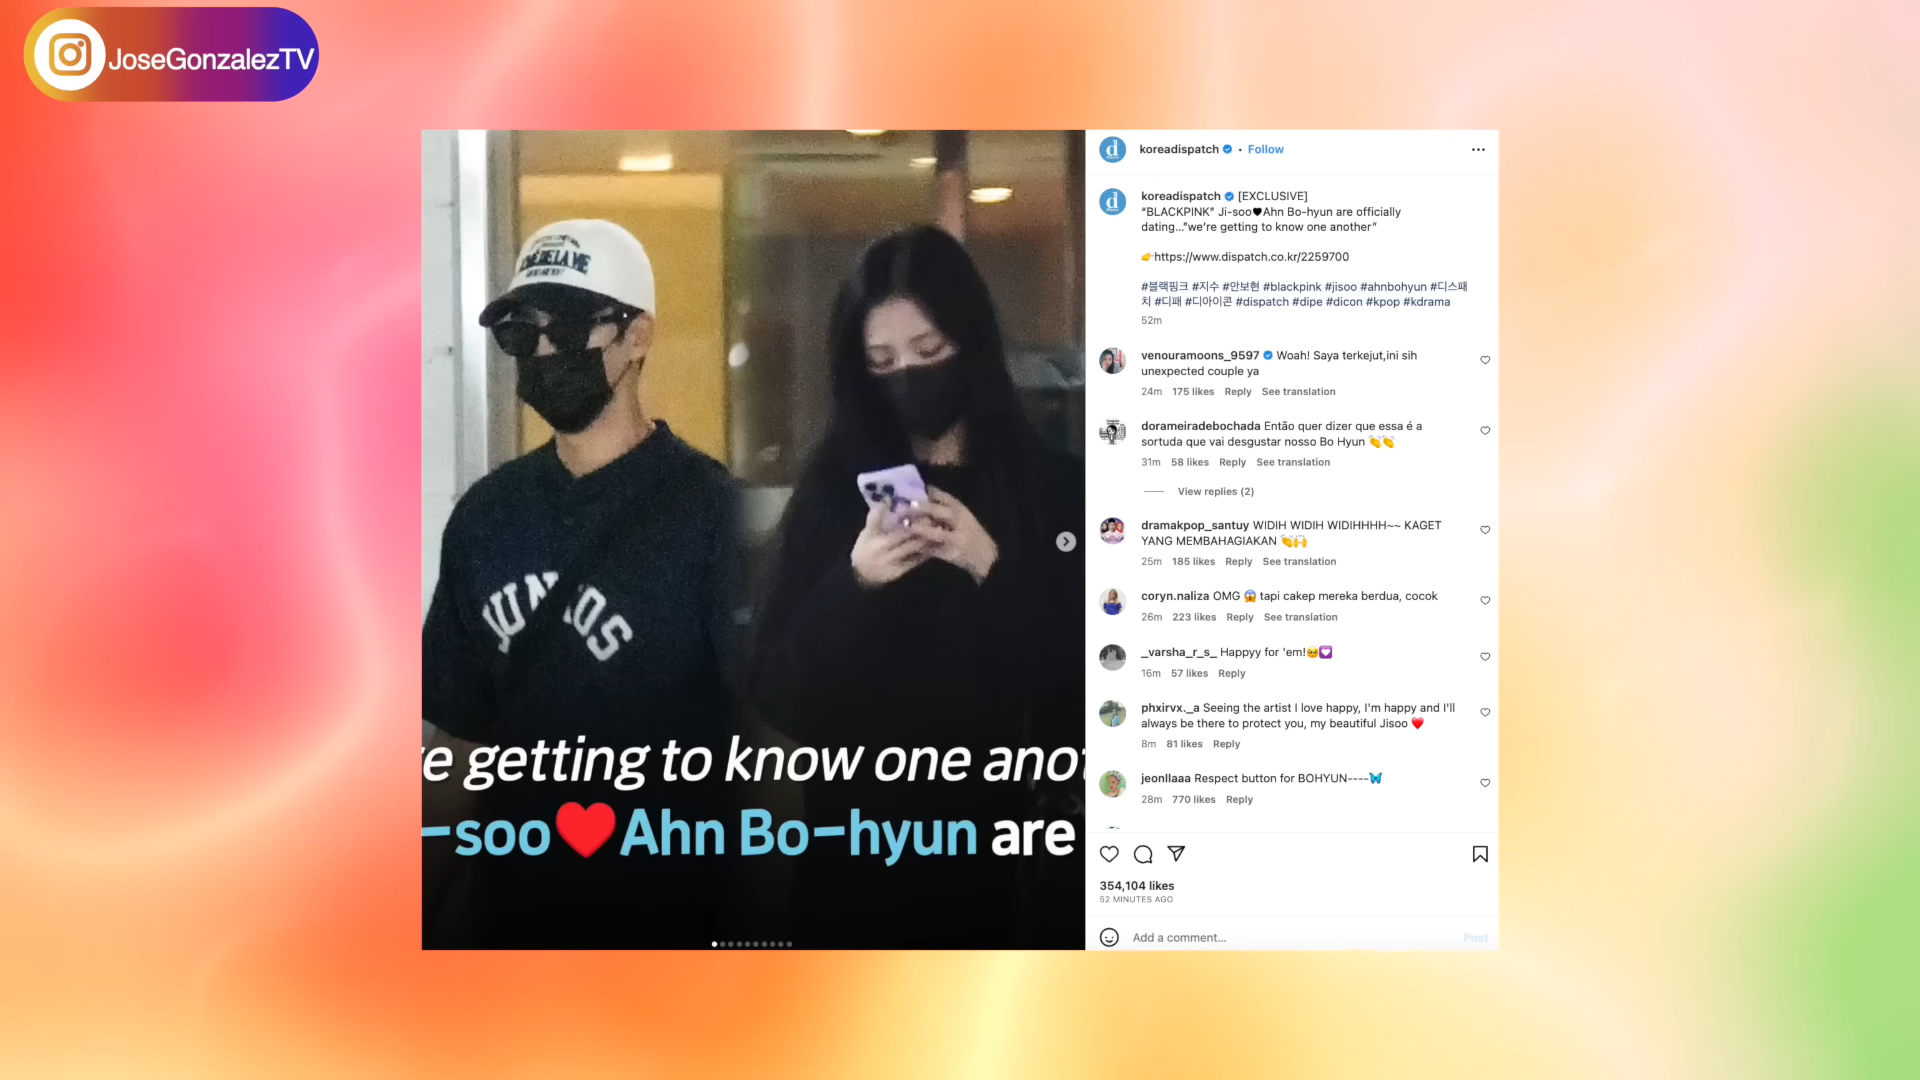 JoseGonzalezTV
ACMÉ DE LA VIE
JUN OS
e getting to know one ano
-soo♥Ahn Bo-hyun are
koreadispatch • Follow
koreadispatch [EXCLUSIVE]
"BLACKPINK" Ji-soo♥Ahn Bo-hyun are officially
dating..."we're getting to know one another"
👉https://www.dispatch.co.kr/2259700
#블랙핑크 #지수 #안보현 #blackpink #jisoo #ahnbohyun #디스패
치 #디패 #디아이콘 #dispatch #dipe #dicon #kpop #kdrama
52m
venouramoons_9597 Woah! Saya terkejut,ini sih
unexpected couple ya
24m 175 likes Reply See translation
dorameiradebochada Então quer dizer que essa é a
sortuda que vai desgustar nosso Bo Hyun 👏👏
31m 58 likes Reply See translation
View replies (2)
dramakpop_santuy WIDIH WIDIH WIDIHHHH~~ KAGET
YANG MEMBAHAGIAKAN 👏🙌
25m 185 likes Reply See translation
coryn.naliza OMG 😱 tapi cakep mereka berdua, cocok
26m 223 likes Reply See translation
_varsha_r_s_ Happyy for 'em!🥹💟
16m 57 likes Reply
phxirvx._a Seeing the artist I love happy, I'm happy and I'll
always be there to protect you, my beautiful Jisoo ❤️
8m 81 likes Reply
jeonllaaa Respect button for BOHYUN----🦋
28m 770 likes Reply
354,104 likes
52 MINUTES AGO
Add a comment...
Post